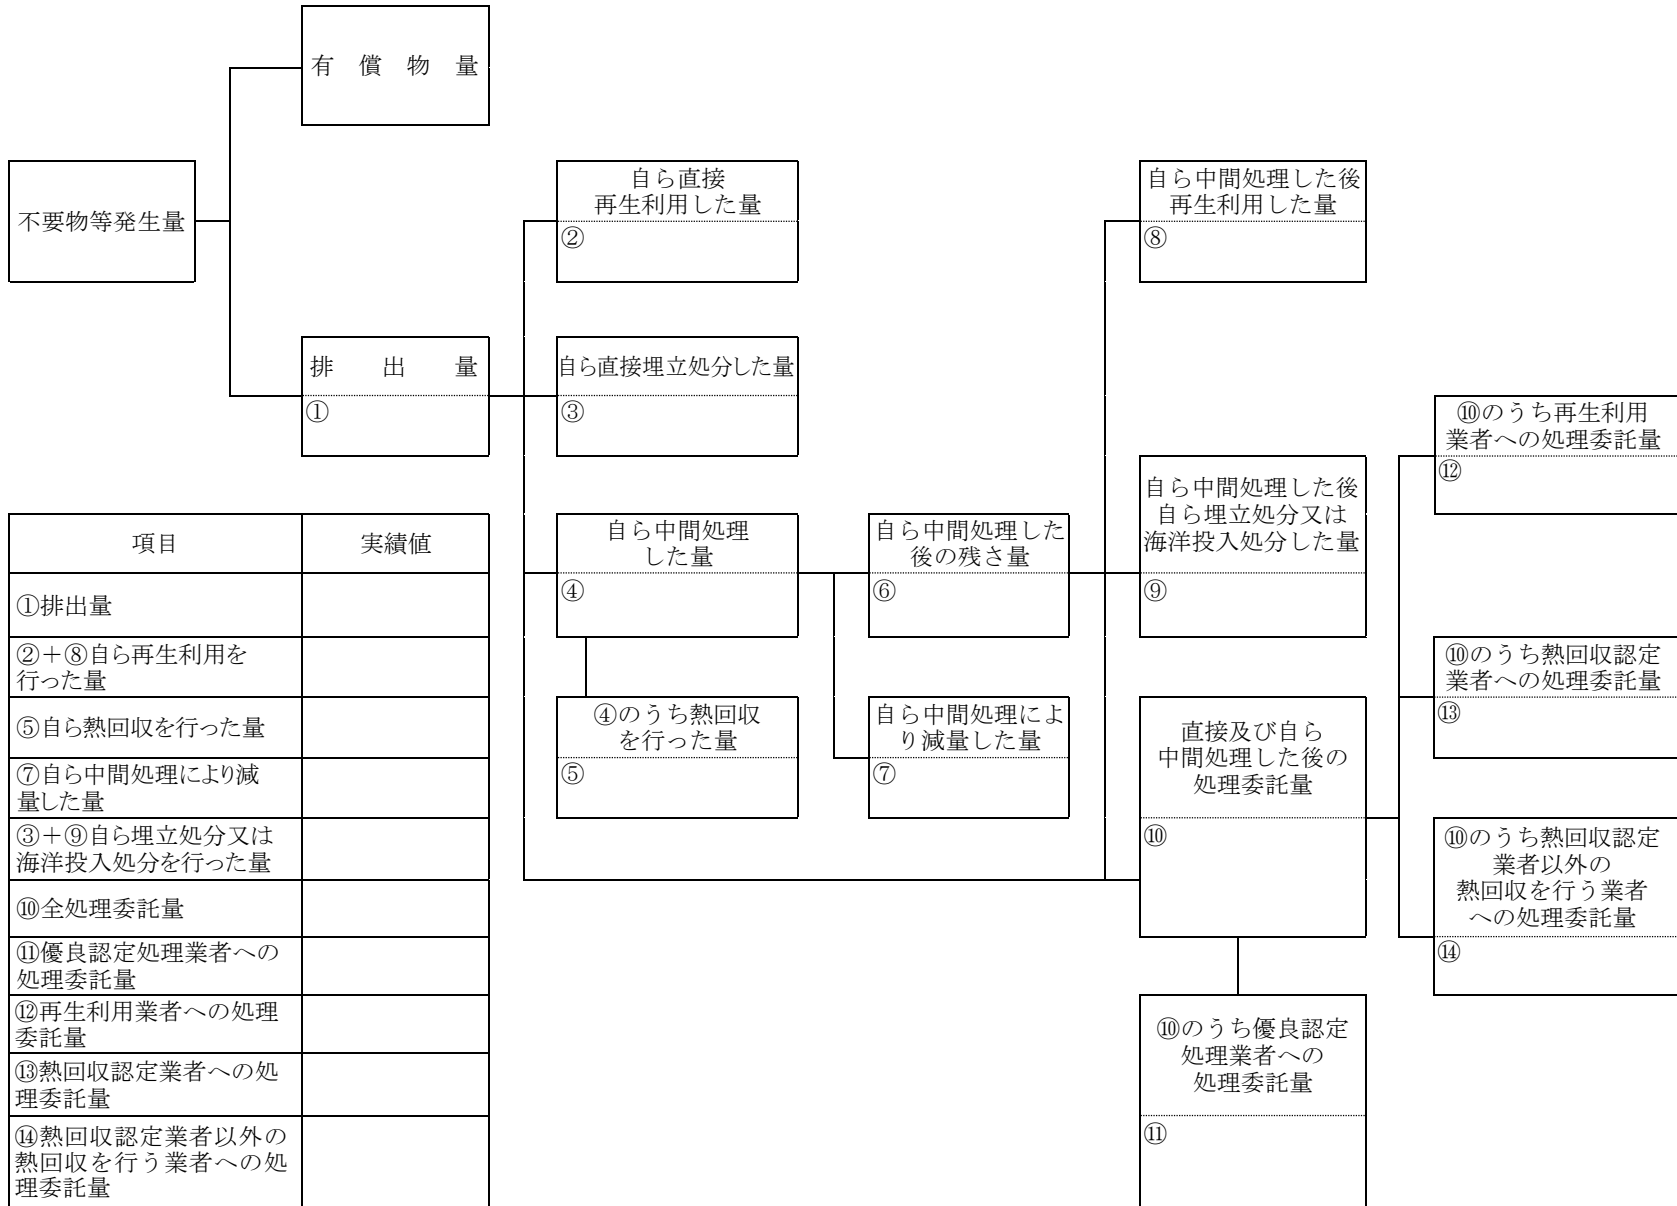 有償物量
不要物等発生量
自ら直接
再生利用した量
②
自ら中間処理した後
再生利用した量
⑧
排出量
①
自ら直接埋立処分した量
③
⑩のうち再生利用
業者への処理委託量
⑫
自ら中間処理
した量
④
自ら中間処理した
後の残さ量
⑥
自ら中間処理した後
自ら埋立処分又は
海洋投入処分した量
⑨
④のうち熱回収
を行った量
⑤
自ら中間処理によ
り減量した量
⑦
直接及び自ら
中間処理した後の
処理委託量
⑩
⑩のうち熱回収認定
業者への処理委託量
⑬
⑩のうち熱回収認定
業者以外の
熱回収を行う業者
への処理委託量
⑭
⑩のうち優良認定
処理業者への
処理委託量
⑪
項目 実績値
①排出量
②+⑧自ら再生利用を
行った量
⑤自ら熱回収を行った量
⑦自ら中間処理により減
量した量
③+⑨自ら埋立処分又は
海洋投入処分を行った量
⑩全処理委託量
⑪優良認定処理業者への
処理委託量
⑫再生利用業者への処理
委託量
⑬熱回収認定業者への処
理委託量
⑭熱回収認定業者以外の
熱回収を行う業者への処
理委託量